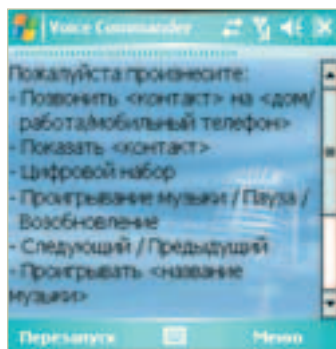 Voice Commander
Пожалуйста произнесите:
- Позвонить <контакт> на <дом/
работа/мобильный телефон>
- Показать <контакт>
- Цифровой набор
- Проигрывание музыки / Пауза /
Возобновление
- Следующий / Предыдущий
- Проигрывать <название
музыки>
Перезапуск
Меню